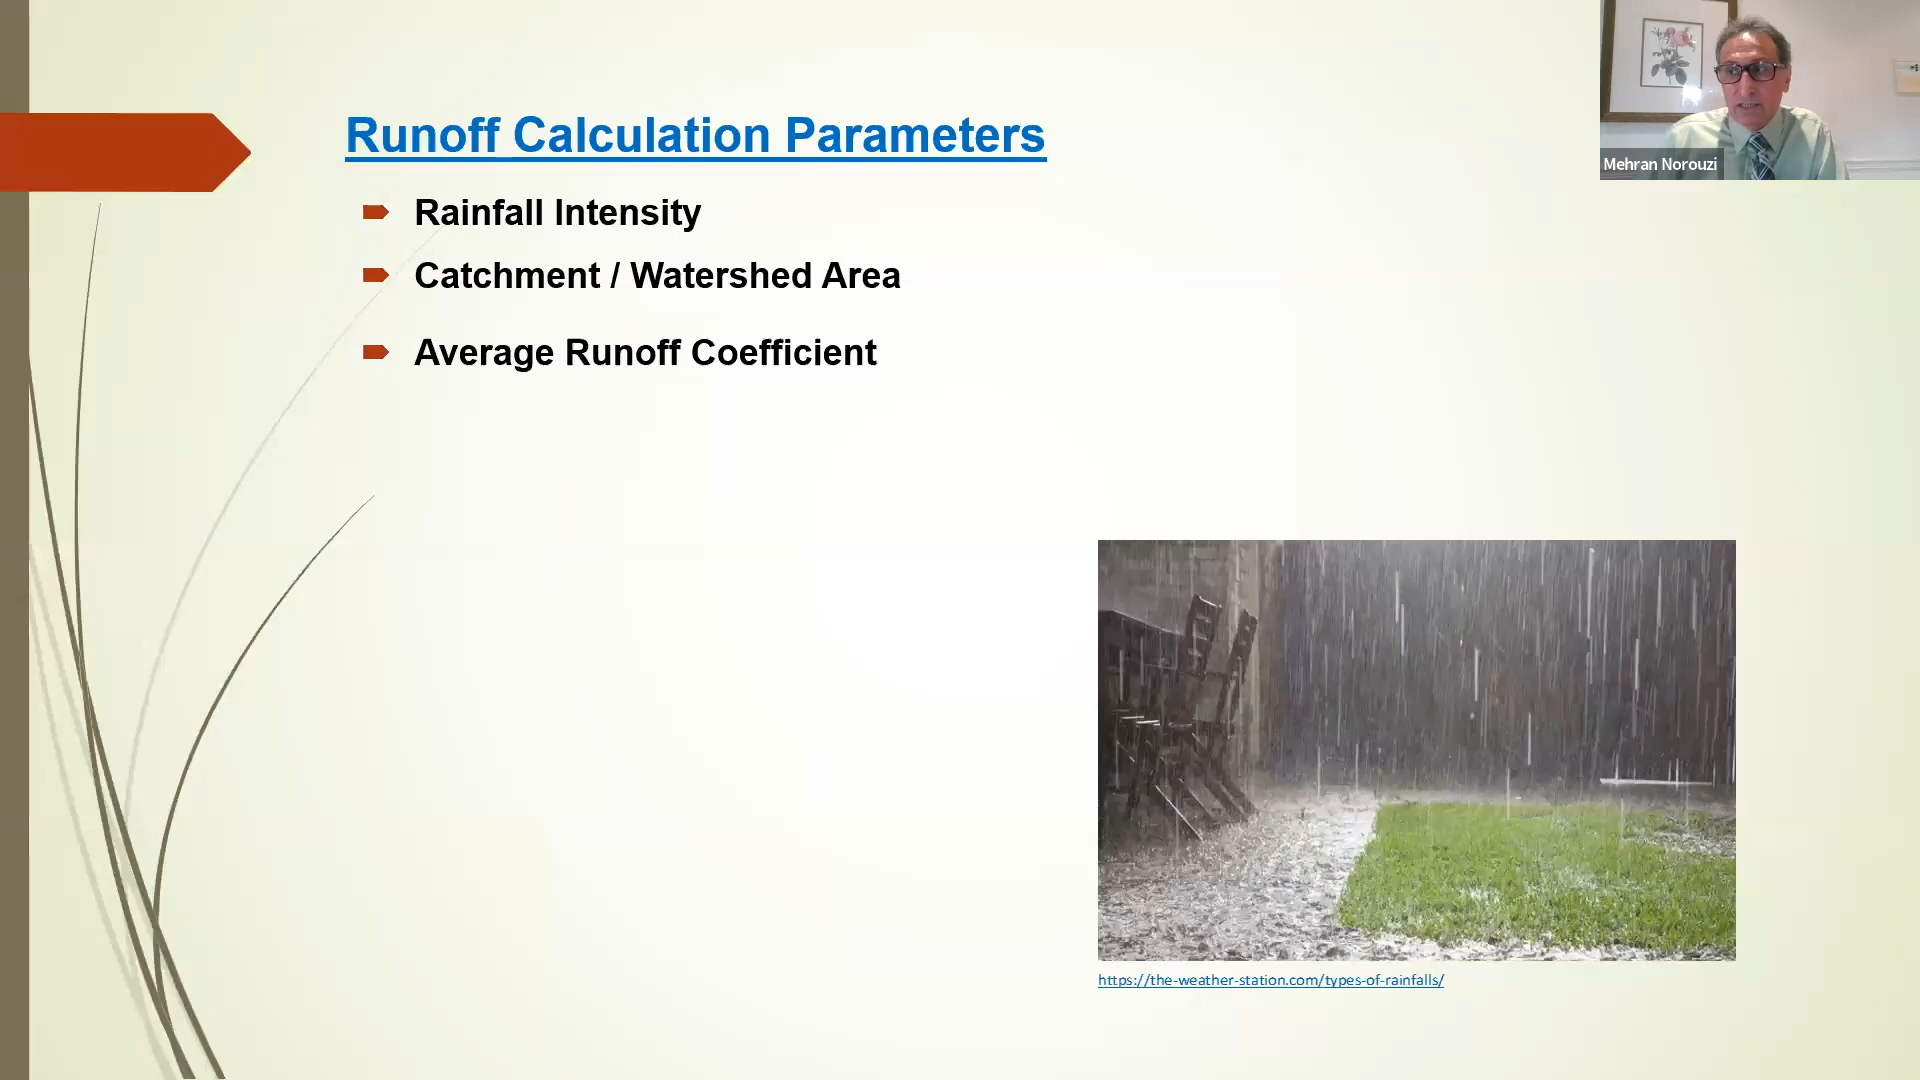 Runoff Calculation Parameters
Rainfall Intensity
Catchment / Watershed Area
Average Runoff Coefficient
Mehran Norouzi
https://the-weather-station.com/types-of-rainfalls/